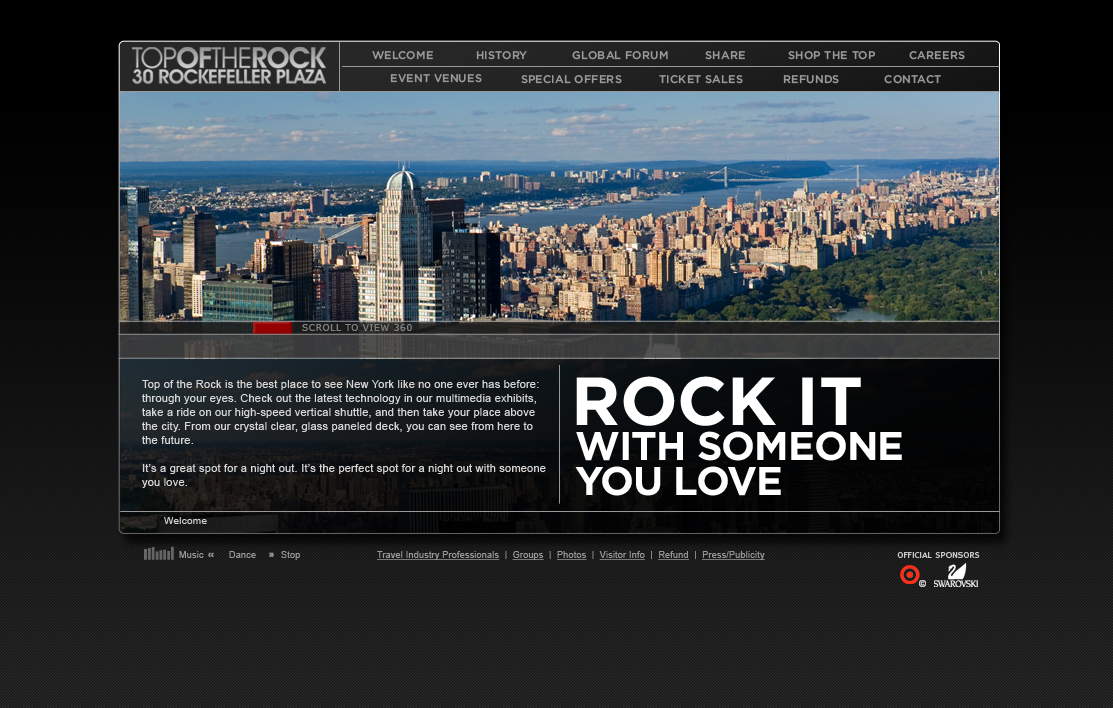 TOPOFTHEROCK
30 ROCKEFELLER PLAZA
WELCOME HISTORY GLOBAL FORUM SHARE SHOP THE TOP CAREERS
EVENT VENUES SPECIAL OFFERS TICKET SALES REFUNDS CONTACT
SCROLL TO VIEW 360
Top of the Rock is the best place to see New York like no one ever has before:
through your eyes. Check out the latest technology in our multimedia exhibits,
take a ride on our high-speed vertical shuttle, and then take your place above
the city. From our crystal clear, glass paneled deck, you can see from here to
the future.
It's a great spot for a night out. It's the perfect spot for a night out with someone
you love.
ROCK IT
WITH SOMEONE
YOU LOVE
Welcome
Music « Dance » Stop
Travel Industry Professionals | Groups | Photos | Visitor Info | Refund | Press/Publicity
OFFICIAL SPONSORS
© SWAROVSKI